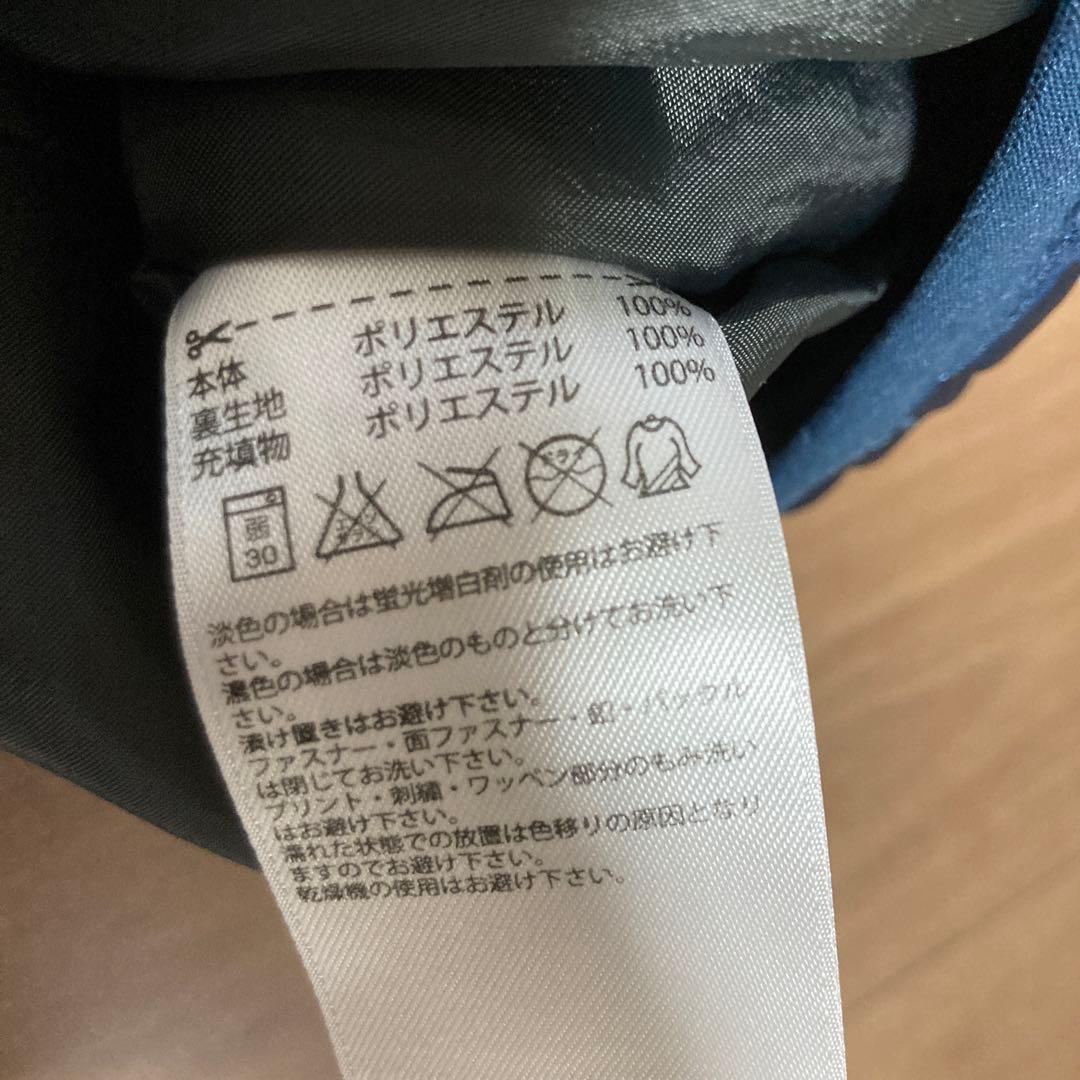 本体 ポリエステル 100%
裏生地 ポリエステル 100%
充填物 ポリエステル 100%
弱
30
エンソ
サラシ
ドライ
淡色の場合は蛍光増白剤の使用はお避け下
さい。
濃色の場合は淡色のものと分けてお洗い下
さい。
漬け置きはお避け下さい。
ファスナー・面ファスナー・釦・バックル
は閉じてお洗い下さい。
プリント・刺繍・ワッペン部分のもみ洗い
はお避け下さい。
濡れた状態での放置は色移りの原因となり
ますのでお避け下さい。
乾燥機の使用はお避け下さい。